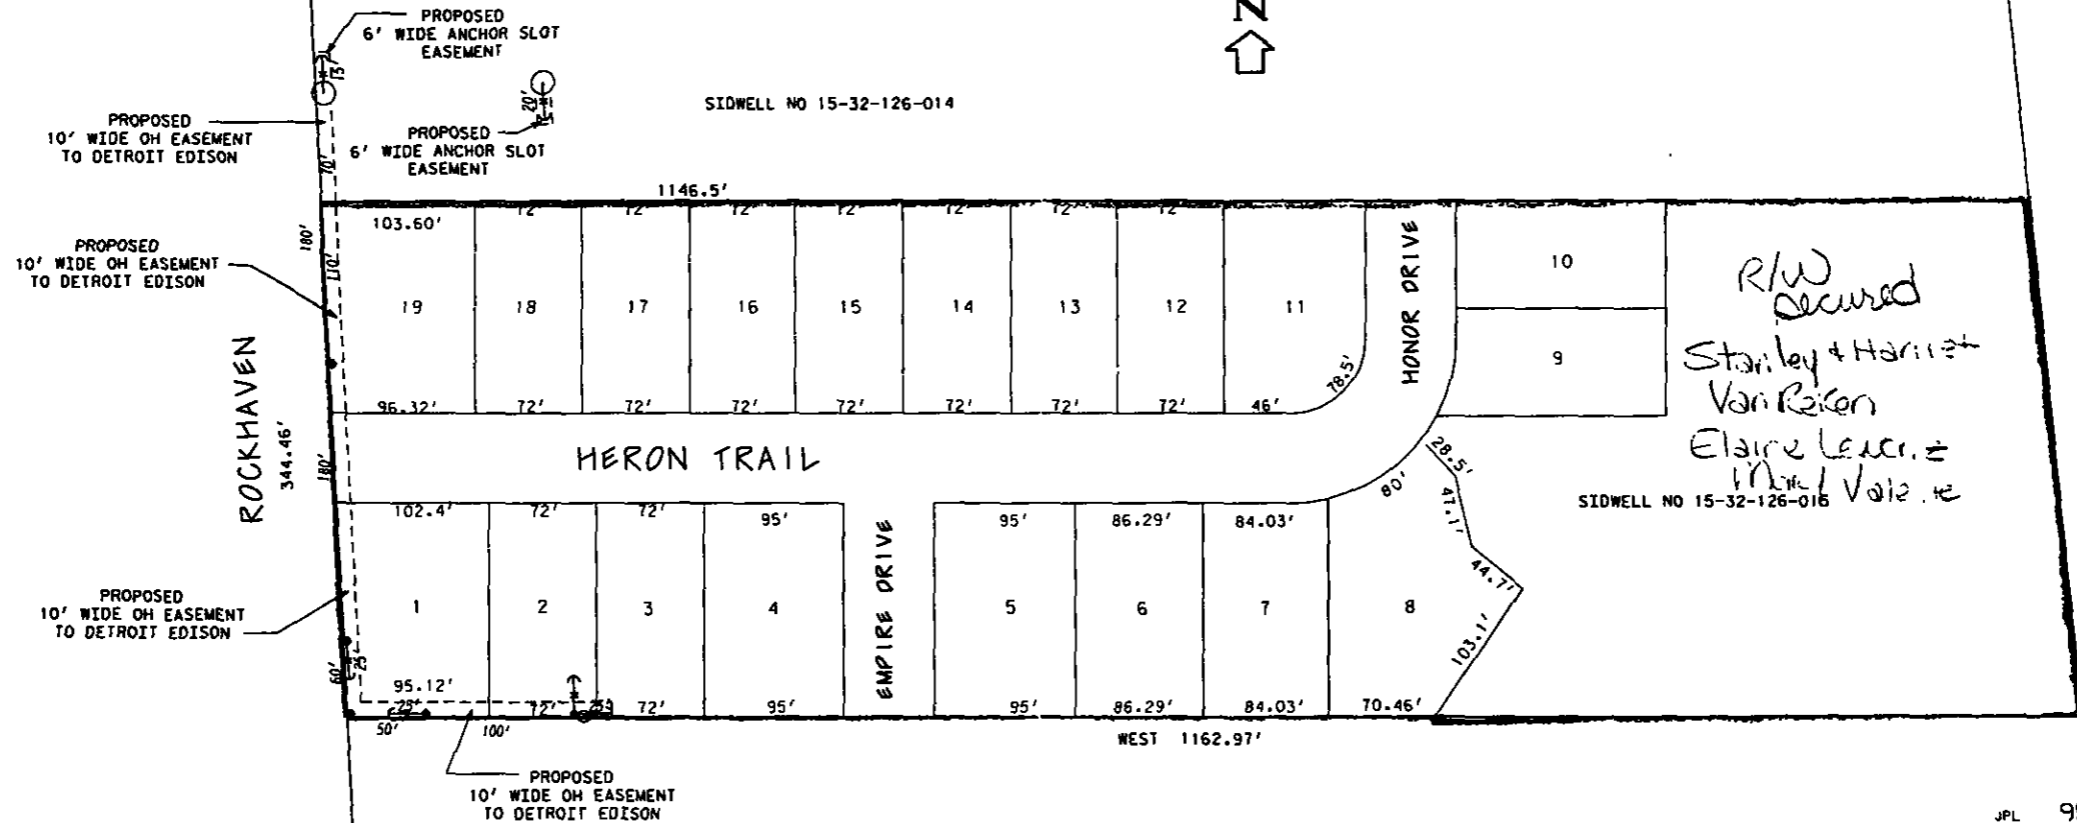 PROPOSED
6' WIDE ANCHOR SLOT
EASEMENT
N
13'
20'
SIDWELL NO 15-32-126-014
PROPOSED
10' WIDE OH EASEMENT
TO DETROIT EDISON
PROPOSED
6' WIDE ANCHOR SLOT
EASEMENT
70'
1146.5'
103.60'
72'
72'
72'
72'
72'
72'
72'
180'
110'
PROPOSED
10' WIDE OH EASEMENT
TO DETROIT EDISON
19
18
17
16
15
14
13
12
11
HONOR DRIVE
10
9
R/W
secured
Stanley & Harriet
Van Reken
Elaine
78.5'
96.32'
72'
72'
72'
72'
72'
72'
72'
46'
ROCKHAVEN
344.46'
180'
HERON TRAIL
28.5'
80'
47.1'
44.7'
103.1'
SIDWELL NO 15-32-126-016
102.4'
72'
72'
95'
95'
86.29'
84.03'
EMPIRE DRIVE
PROPOSED
10' WIDE OH EASEMENT
TO DETROIT EDISON
1
2
3
4
5
6
7
8
60'
25'
95.12'
25'
72'
25'
72'
95'
95'
86.29'
84.03'
70.46'
50'
100'
WEST 1162.97'
PROPOSED
10' WIDE OH EASEMENT
TO DETROIT EDISON
JPL